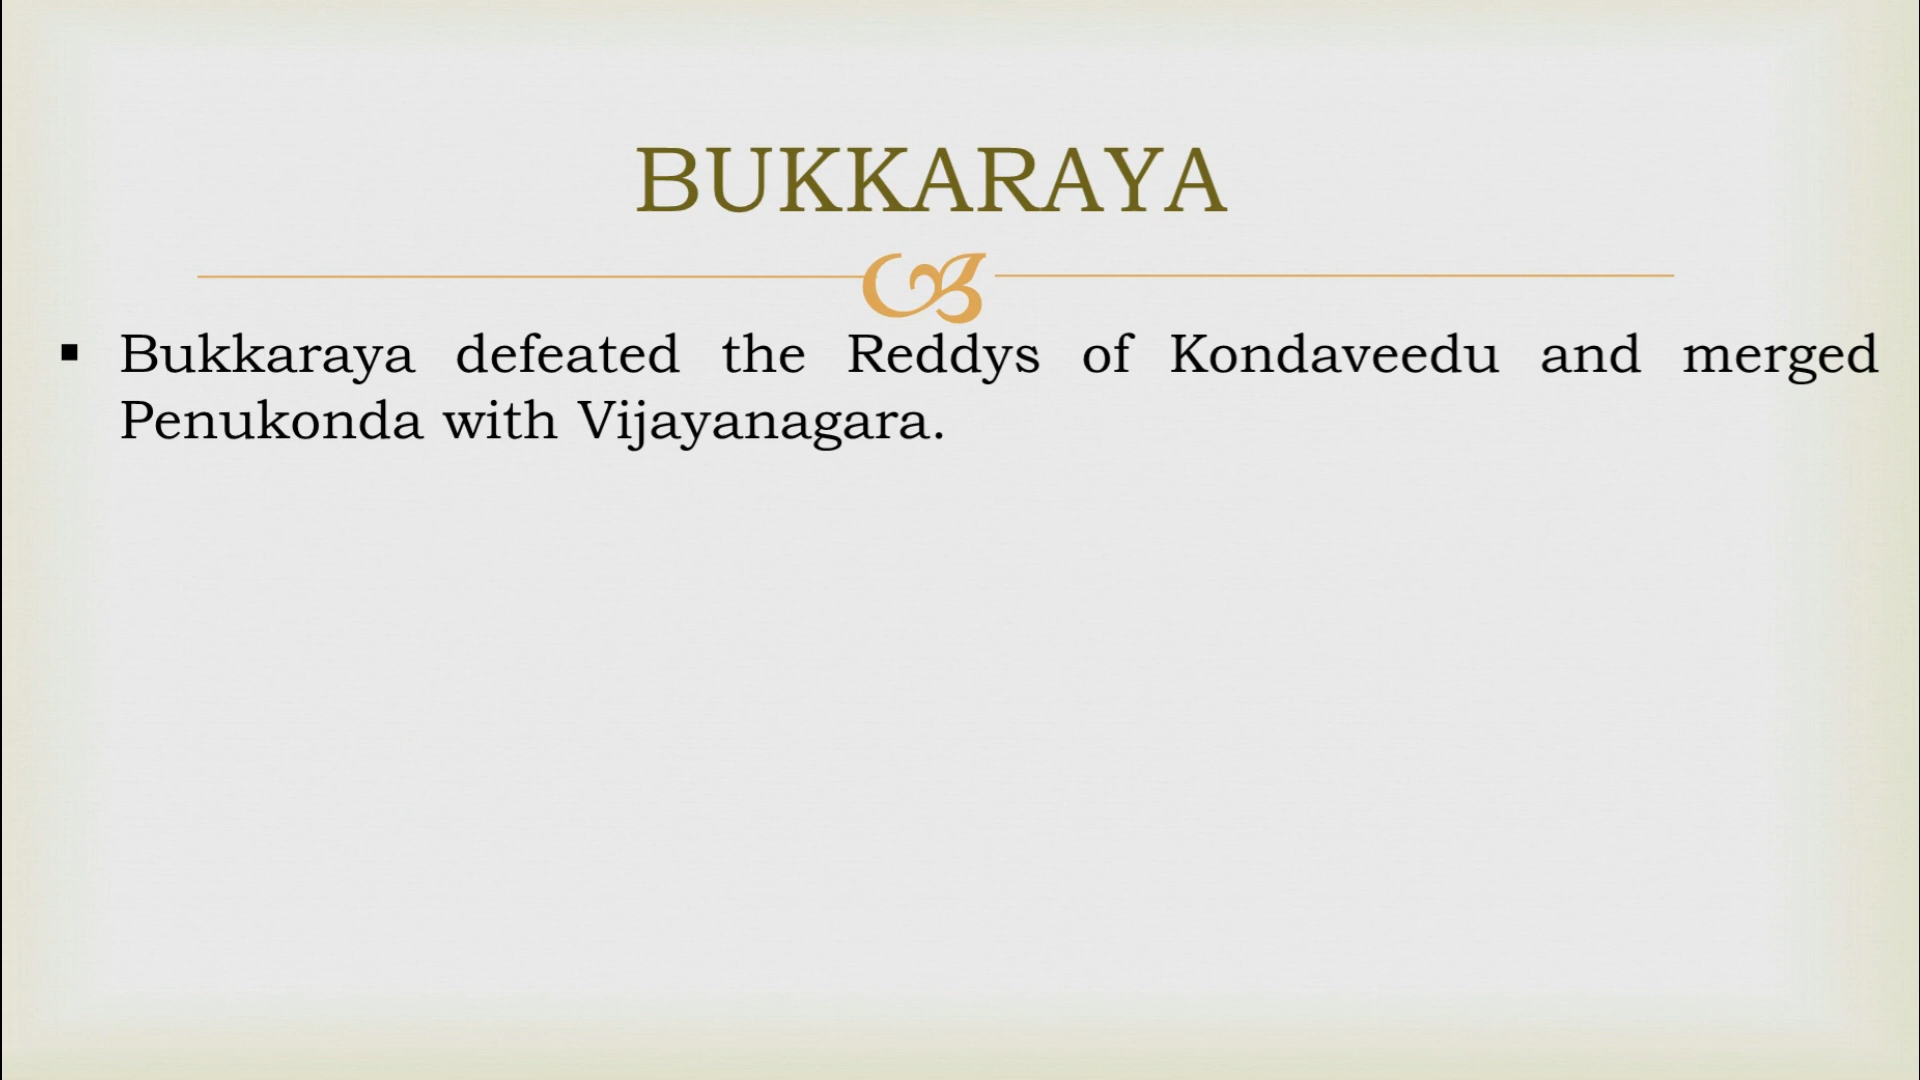 BUKKARAYA
▪ Bukkaraya defeated the Reddys of Kondaveedu and merged
Penukonda with Vijayanagara.